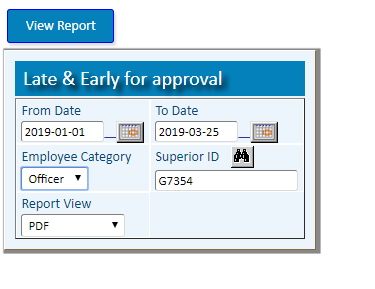 View Report
Late & Early for approval
From Date To Date
2019-01-01 2019-03-25
Employee Category Superior ID
Officer G7354
Report View
PDF